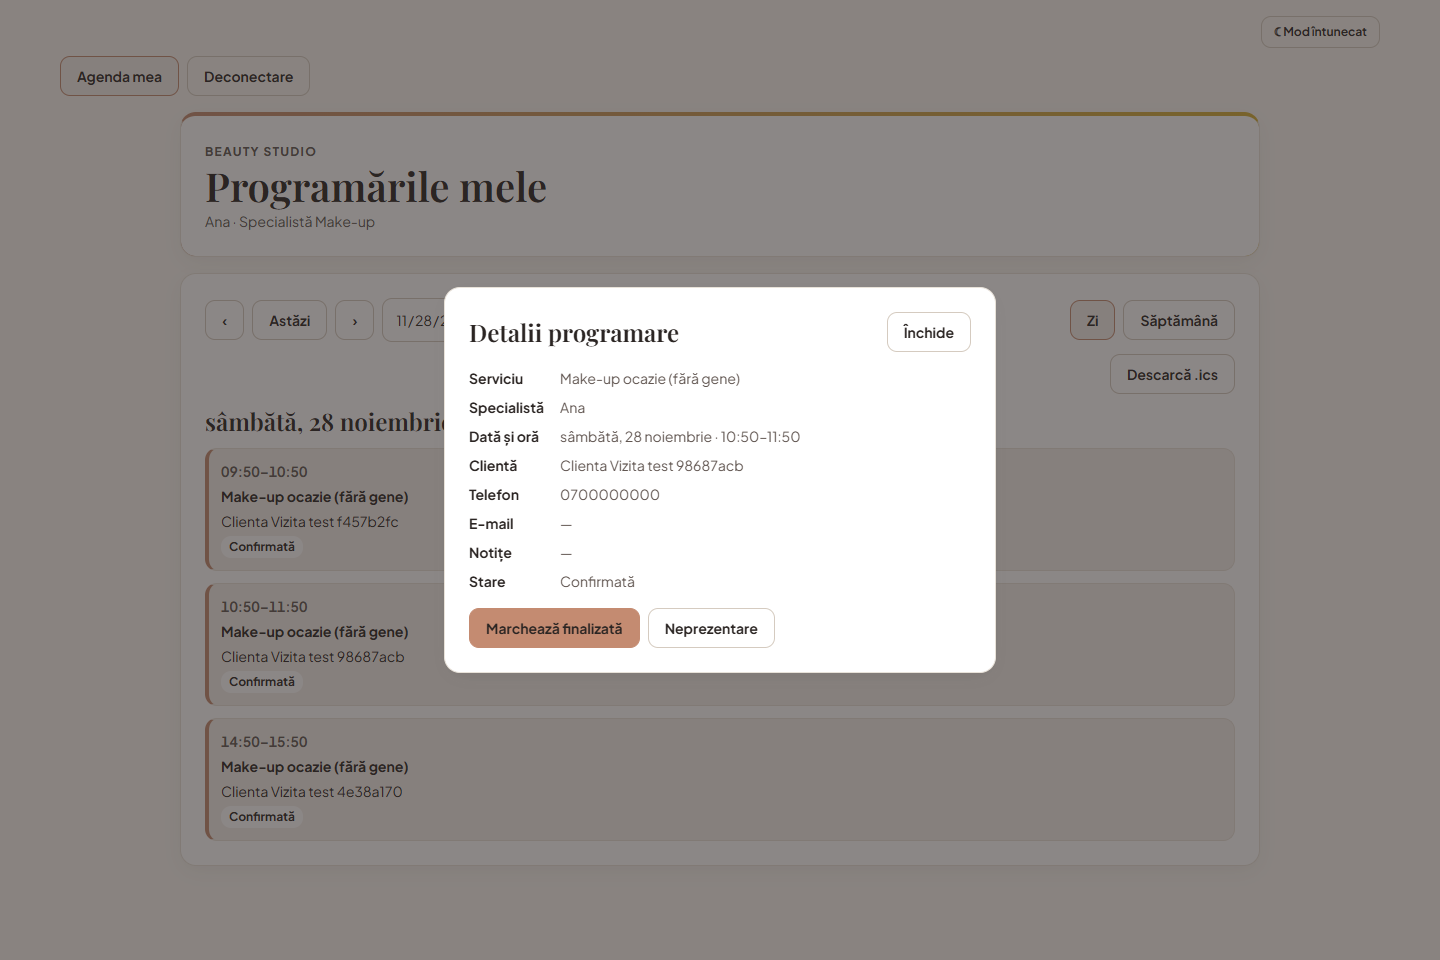 ☾ Mod întunecat
Agenda mea
Deconectare
BEAUTY STUDIO
Programările mele
Ana · Specialistă Make-up
‹
Astăzi
›
11/28/2
Zi
Săptămână
Descarcă .ics
sâmbătă, 28 noiembrie
09:50–10:50
Make-up ocazie (fără gene)
Clienta Vizita test f457b2fc
Confirmată
10:50–11:50
Make-up ocazie (fără gene)
Clienta Vizita test 98687acb
Confirmată
14:50–15:50
Make-up ocazie (fără gene)
Clienta Vizita test 4e38a170
Confirmată
Detalii programare
Închide
Serviciu Make-up ocazie (fără gene)
Specialistă Ana
Dată și oră sâmbătă, 28 noiembrie · 10:50–11:50
Clientă Clienta Vizita test 98687acb
Telefon 0700000000
E-mail —
Notițe —
Stare Confirmată
Marchează finalizată
Neprezentare